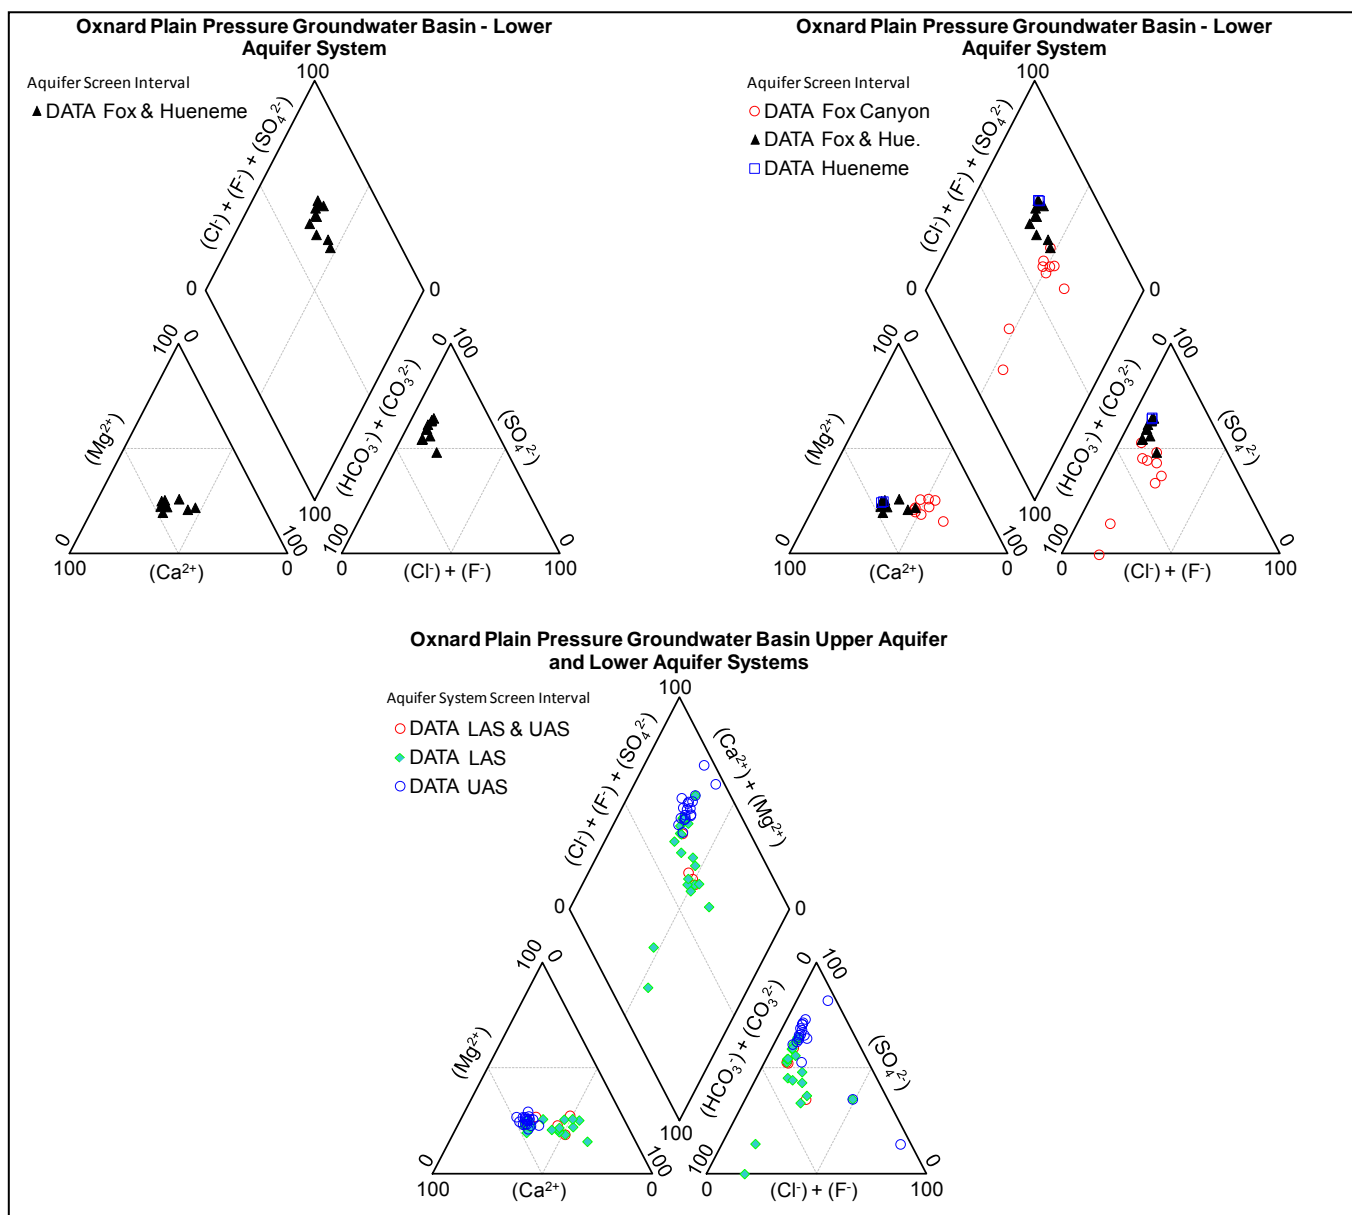 Oxnard Plain Pressure Groundwater Basin - Lower
Aquifer System
Aquifer Screen Interval
▲ DATA Fox & Hueneme
100
(Cl⁻) + (F⁻) + (SO₄²⁻)
0
0
100
0
(Mg²⁺)
0
100
(Ca²⁺)
100
0
(HCO₃⁻) + (CO₃²⁻)
100
0
100
(SO₄²⁻)
100
0
0
(Cl⁻) + (F⁻)
100
Oxnard Plain Pressure Groundwater Basin - Lower
Aquifer System
Aquifer Screen Interval
○ DATA Fox Canyon
▲ DATA Fox & Hue.
□ DATA Hueneme
100
(Cl⁻) + (F⁻) + (SO₄²⁻)
0
0
100
0
(Mg²⁺)
0
100
(Ca²⁺)
100
0
(HCO₃⁻) + (CO₃²⁻)
100
0
100
(SO₄²⁻)
100
0
0
(Cl⁻) + (F⁻)
100
Oxnard Plain Pressure Groundwater Basin Upper Aquifer
and Lower Aquifer Systems
Aquifer System Screen Interval
○ DATA LAS & UAS
◆ DATA LAS
○ DATA UAS
100
(Cl⁻) + (F⁻) + (SO₄²⁻)
(Ca²⁺) + (Mg²⁺)
0
0
100
0
(Mg²⁺)
0
100
(Ca²⁺)
100
0
(HCO₃⁻) + (CO₃²⁻)
100
0
100
(SO₄²⁻)
100
0
0
(Cl⁻) + (F⁻)
100